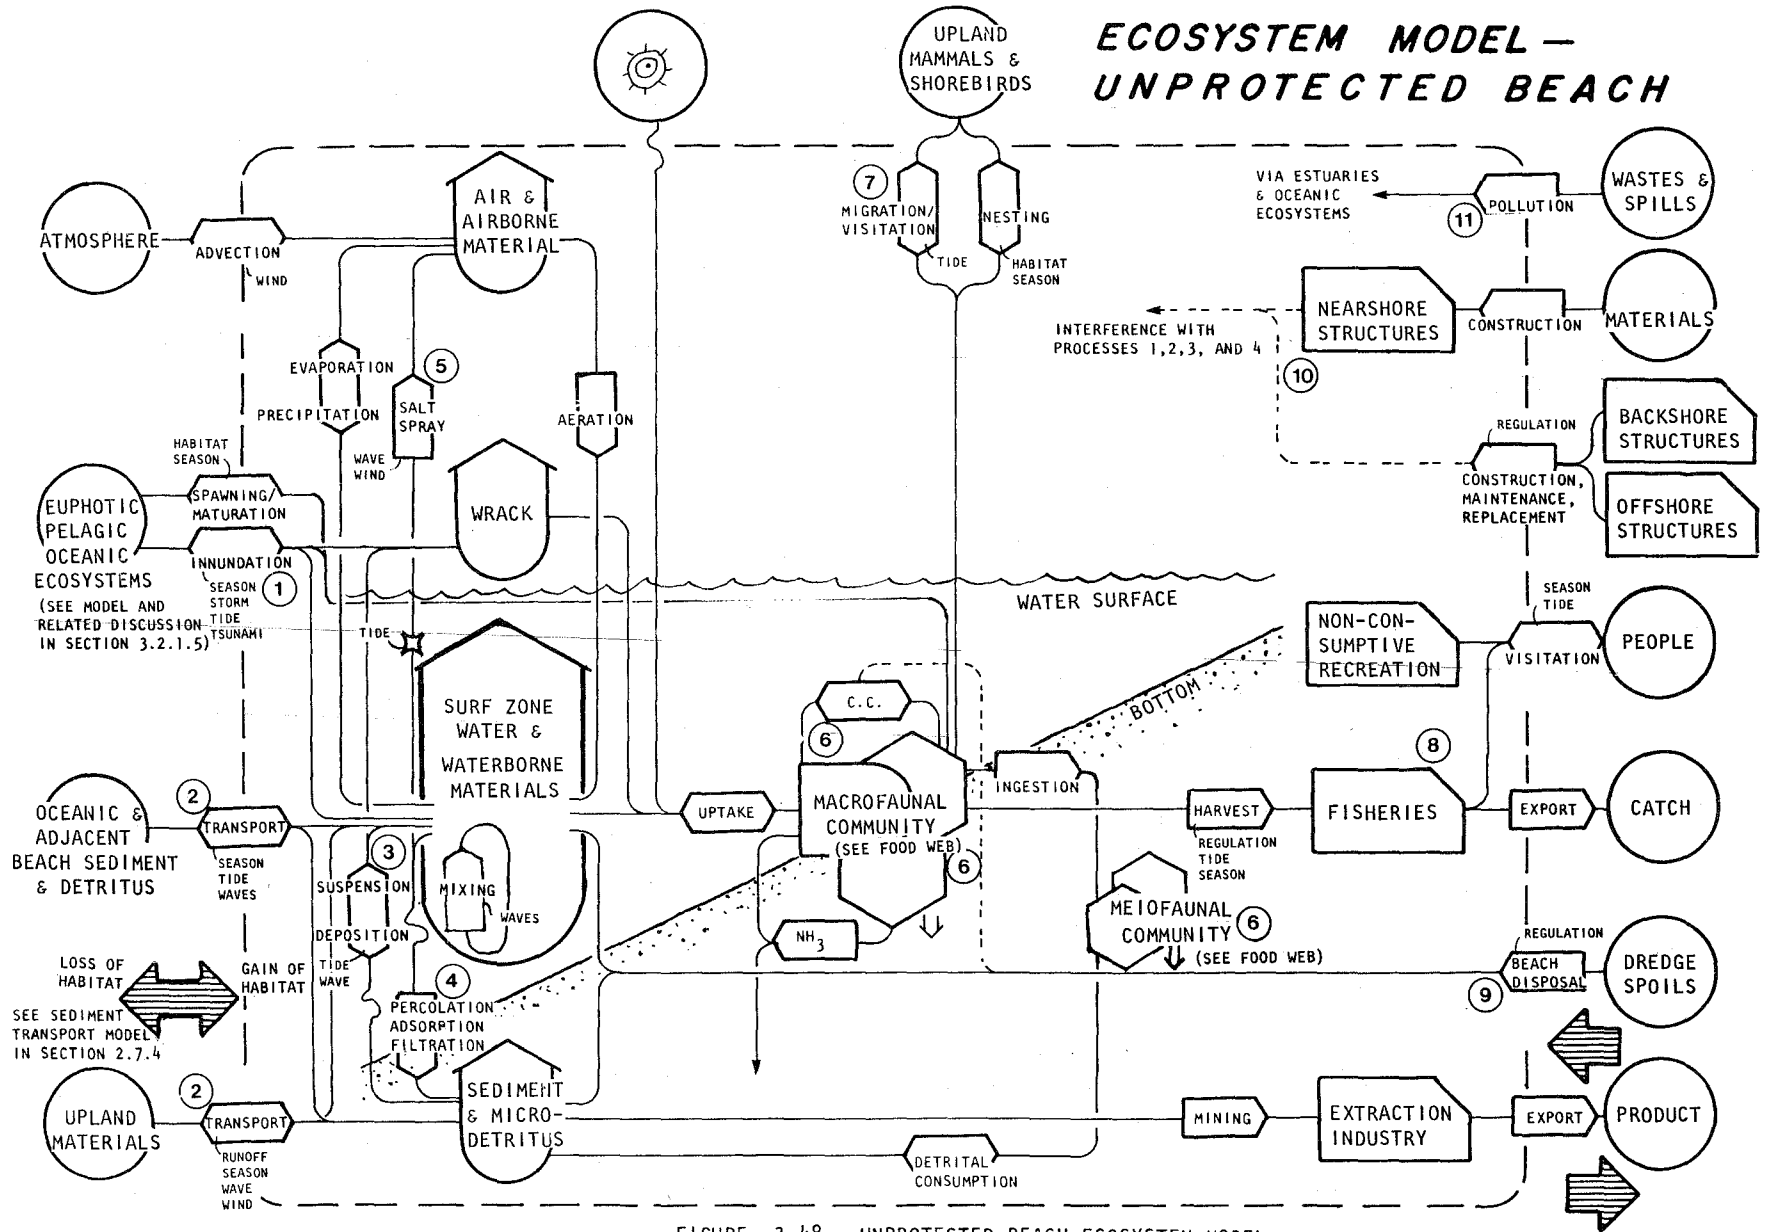 ECOSYSTEM MODEL —
UNPROTECTED BEACH
UPLAND
MAMMALS &
SHOREBIRDS
7
MIGRATION/
VISITATION
TIDE
NESTING
HABITAT
SEASON
VIA ESTUARIES
& OCEANIC
ECOSYSTEMS
11
POLLUTION
WASTES &
SPILLS
ATMOSPHERE
ADVECTION
WIND
AIR &
AIRBORNE
MATERIAL
NEARSHORE
STRUCTURES
CONSTRUCTION
MATERIALS
INTERFERENCE WITH
PROCESSES 1,2,3, AND 4
10
EVAPORATION
PRECIPITATION
5
SALT
SPRAY
WAVE
WIND
AERATION
REGULATION
CONSTRUCTION,
MAINTENANCE,
REPLACEMENT
BACKSHORE
STRUCTURES
OFFSHORE
STRUCTURES
HABITAT
SEASON
SPAWNING/
MATURATION
EUPHOTIC
PELAGIC
OCEANIC
ECOSYSTEMS
(SEE MODEL AND
RELATED DISCUSSION
IN SECTION 3.2.1.5)
INNUNDATION
1
SEASON
STORM
TIDE
TSUNAMI
WRACK
WATER SURFACE
TIDE
SURF ZONE
WATER &
WATERBORNE
MATERIALS
BOTTOM
NON-CON-
SUMPTIVE
RECREATION
SEASON
TIDE
VISITATION
PEOPLE
C.C.
6
MACROFAUNAL
COMMUNITY
(SEE FOOD WEB)
6
INGESTION
UPTAKE
HARVEST
REGULATION
TIDE
SEASON
8
FISHERIES
EXPORT
CATCH
OCEANIC &
ADJACENT
BEACH SEDIMENT
& DETRITUS
2
TRANSPORT
SEASON
TIDE
WAVES
3
SUSPENSION
DEPOSITION
TIDE
WAVE
MIXING
WAVES
NH3
MEIOFAUNAL
COMMUNITY
6
(SEE FOOD WEB)
REGULATION
BEACH
DISPOSAL
9
DREDGE
SPOILS
LOSS OF
HABITAT
GAIN OF
HABITAT
SEE SEDIMENT
TRANSPORT MODEL
IN SECTION 2.7.4
4
PERCOLATION
ADSORPTION
FILTRATION
UPLAND
MATERIALS
2
TRANSPORT
RUNOFF
SEASON
WAVE
WIND
SEDIMENT
& MICRO-
DETRITUS
DETRITAL
CONSUMPTION
MINING
EXTRACTION
INDUSTRY
EXPORT
PRODUCT
FIGURE 3-48 UNPROTECTED BEACH ECOSYSTEM MODEL